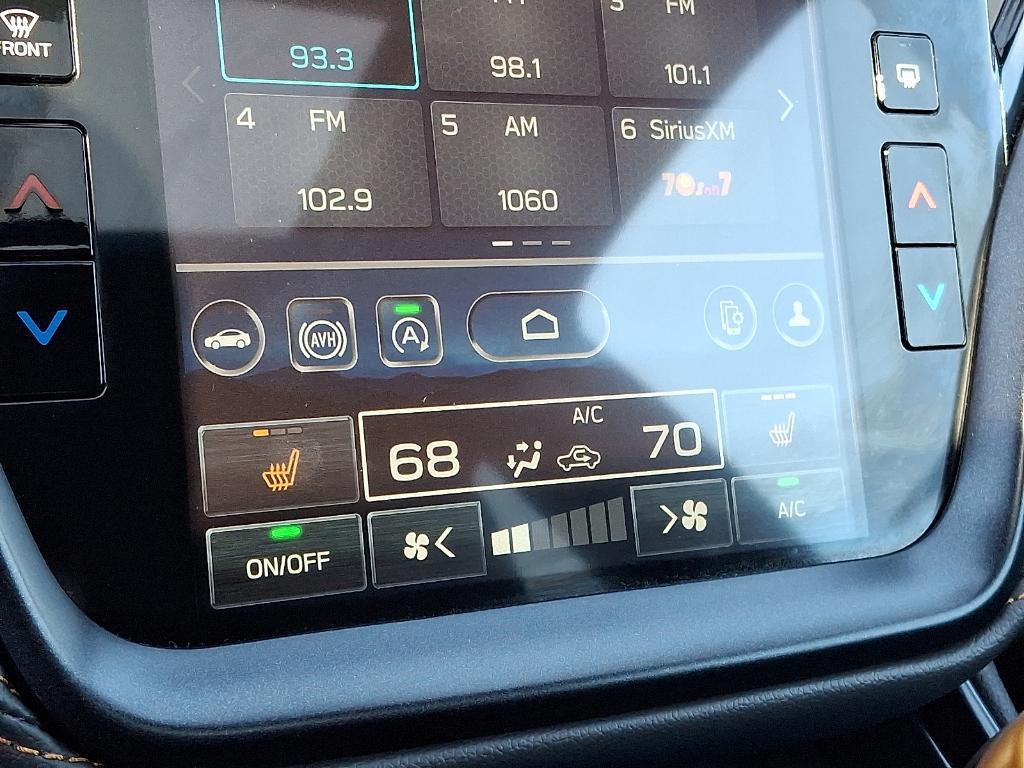 FRONT
3 FM
93.3
98.1
101.1
4 FM
5 AM
6 SiriusXM
102.9
1060
70s on 7
AVH
A
A/C
68
70
ON/OFF
A/C